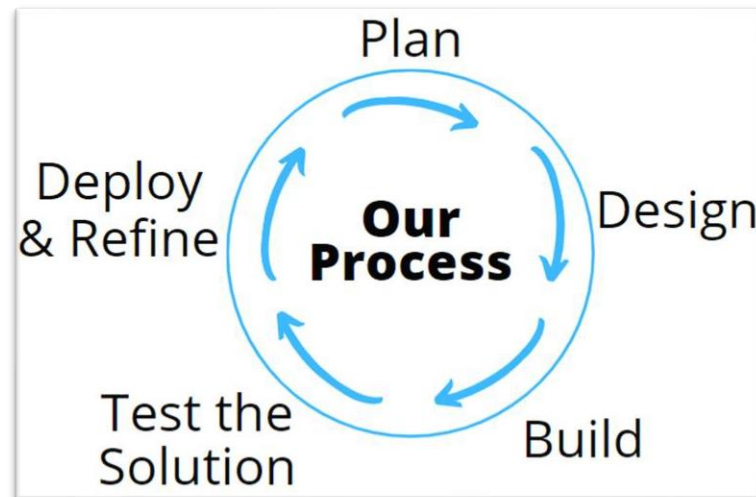 Plan
Design
Build
Test the
Solution
Deploy
& Refine
Our
Process